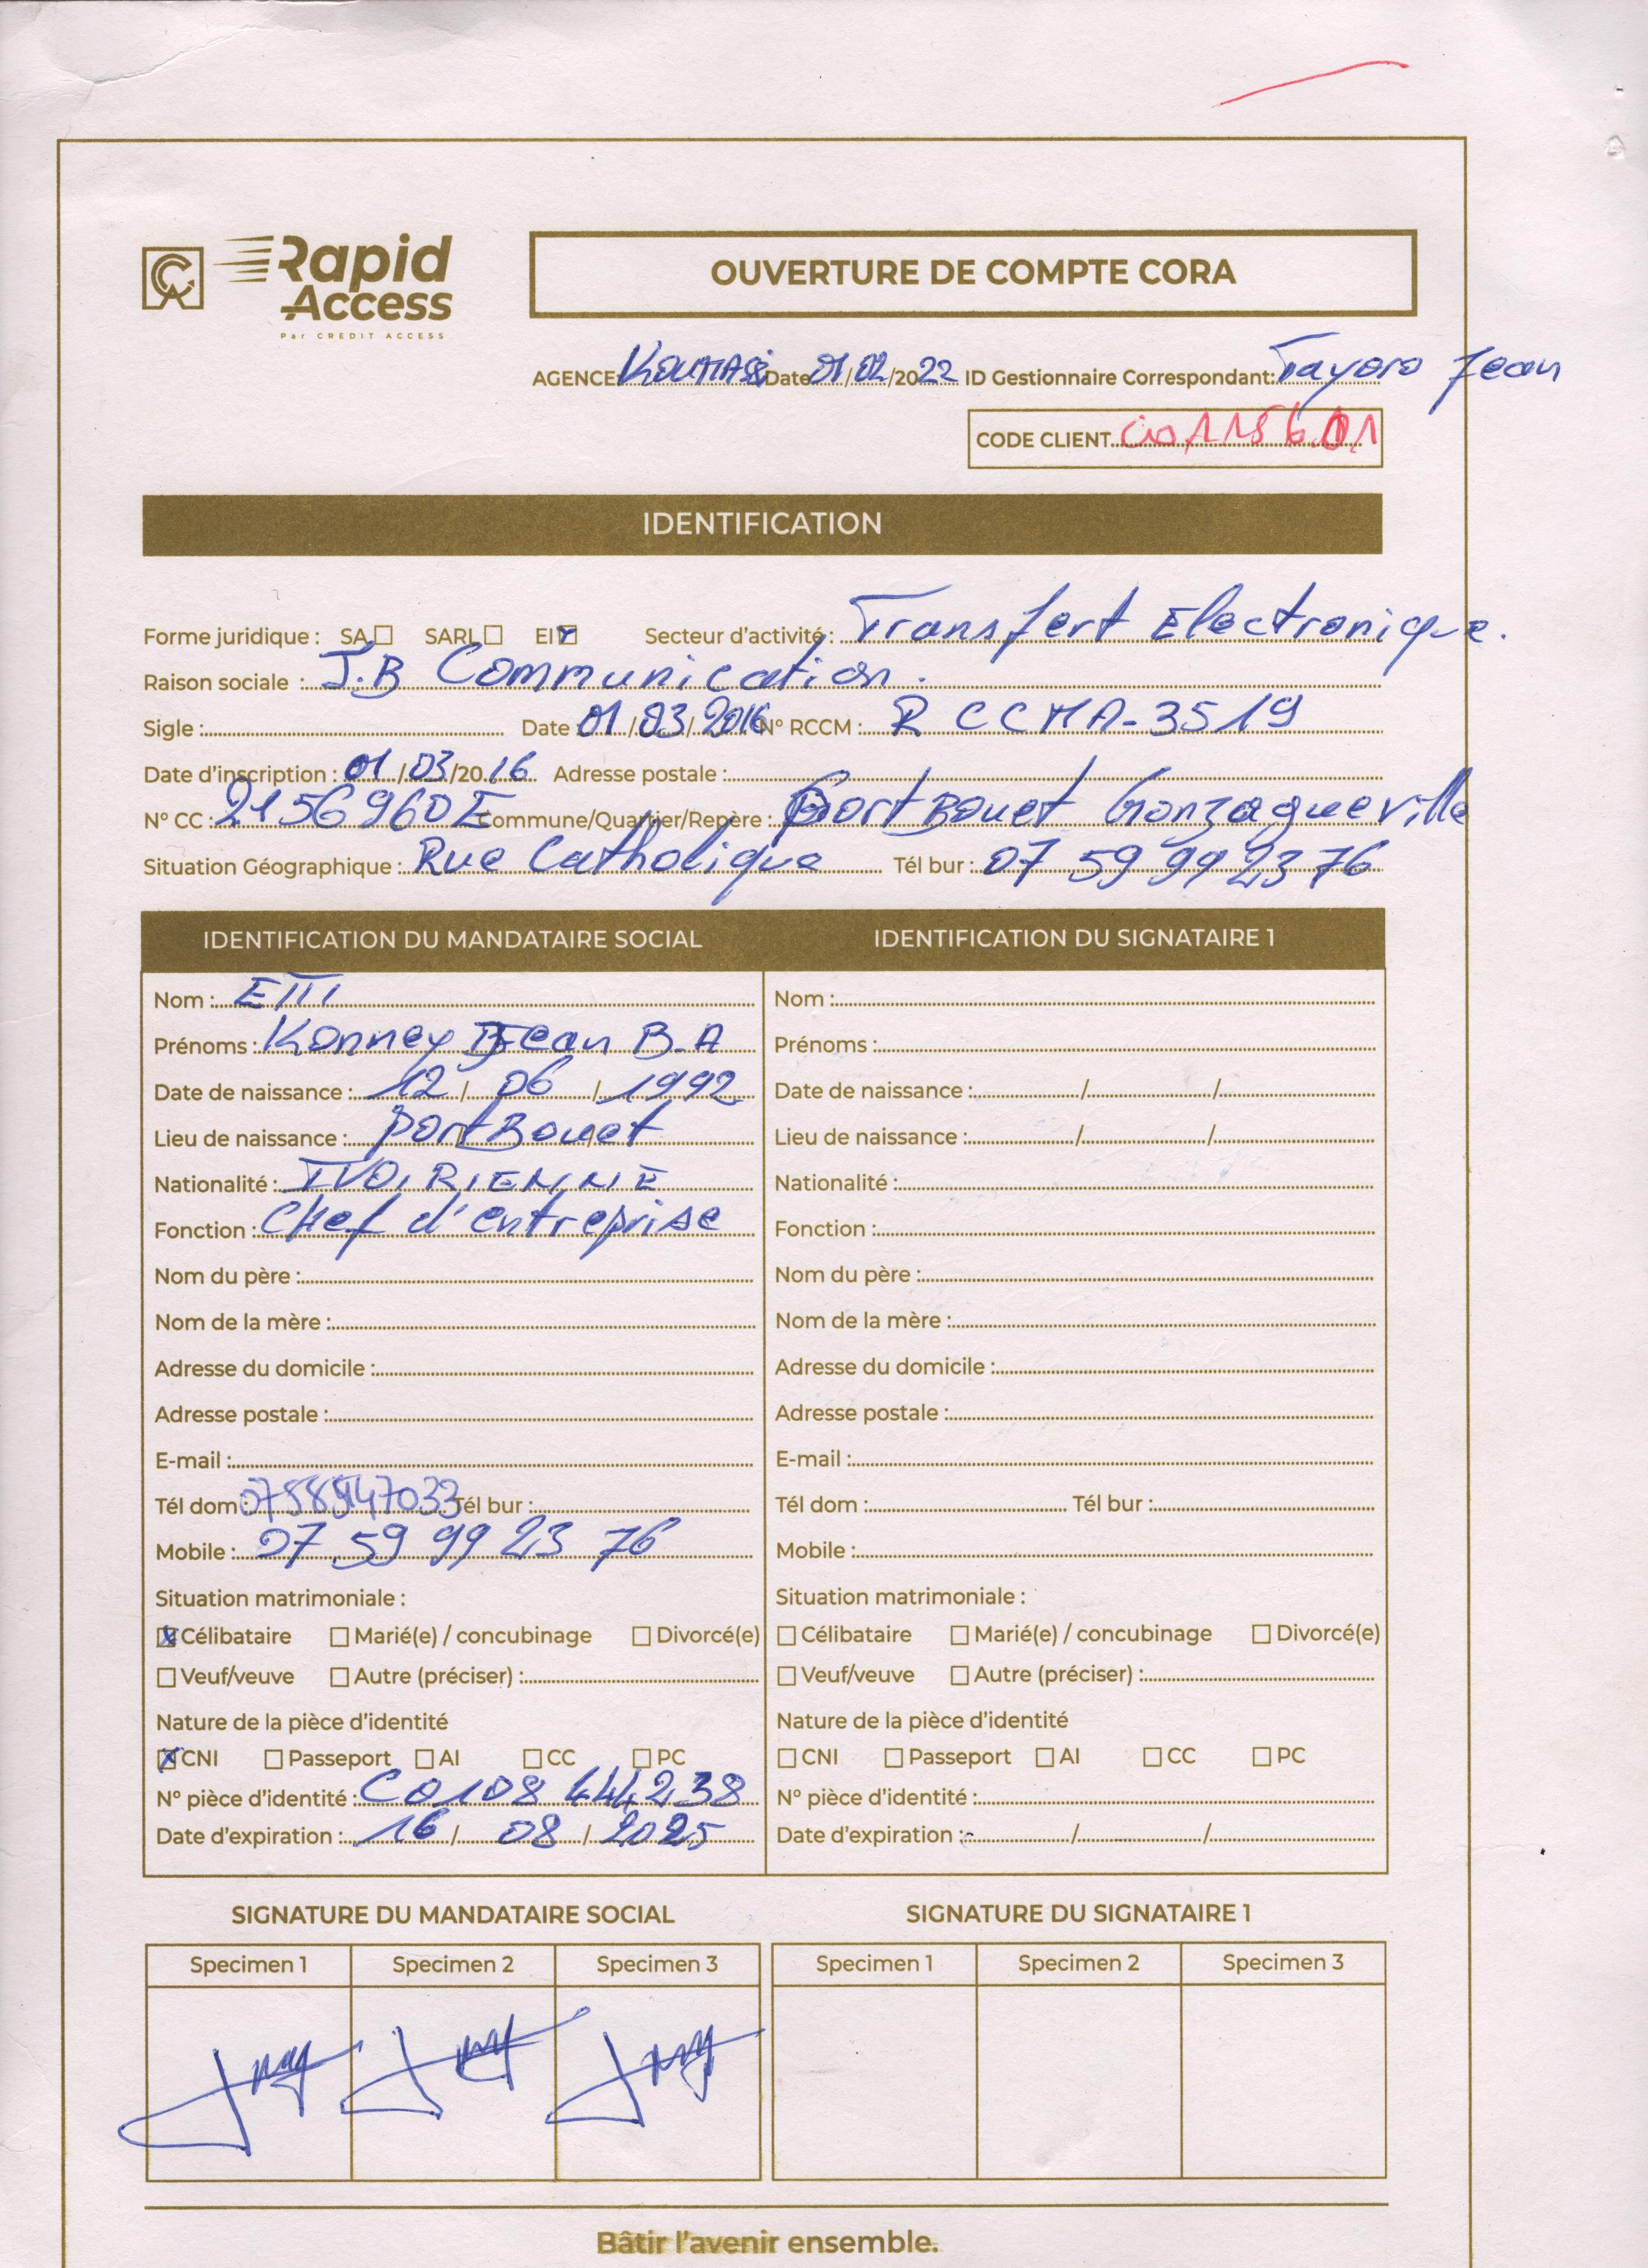 Rapid
Access
Par CREDIT ACCESS
OUVERTURE DE COMPTE CORA
AGENCE: KOUMASSI Date 01/02/2022 ID Gestionnaire Correspondant: Tayoro Jean
CODE CLIENT
IDENTIFICATION
Forme juridique : SA SARL EI Secteur d'activité : Transfert Electronique.
Raison sociale : J.B Communication.
Sigle : Date : 01/03/2016 N° RCCM : R CCMA-3519
Date d'inscription : 01/03/2016 Adresse postale :
N° CC : 2156960E Commune/Quartier/Repère : Port Bouet Gonzagueville
Situation Géographique : Rue Catholique Tél bur : 07 59 99 23 76
IDENTIFICATION DU MANDATAIRE SOCIAL IDENTIFICATION DU SIGNATAIRE 1
Nom : ETTI Nom :
Prénoms : Konney Jean B.A Prénoms :
Date de naissance : 12/06/1992 Date de naissance : / /
Lieu de naissance : Port Bouet Lieu de naissance : / /
Nationalité : IVOIRIENNE Nationalité :
Fonction : Chef d'entreprise Fonction :
Nom du père : Nom du père :
Nom de la mère : Nom de la mère :
Adresse du domicile : Adresse du domicile :
Adresse postale : Adresse postale :
E-mail : E-mail :
Tél dom : Tél bur : Tél dom : Tél bur :
Mobile : 07 59 99 23 76 Mobile :
Situation matrimoniale : Situation matrimoniale :
Célibataire Marié(e) / concubinage Divorcé(e) Célibataire Marié(e) / concubinage Divorcé(e)
Veuf/veuve Autre (préciser) : Veuf/veuve Autre (préciser) :
Nature de la pièce d'identité Nature de la pièce d'identité
CNI Passeport AI CC PC CNI Passeport AI CC PC
N° pièce d'identité : C0108444238 N° pièce d'identité :
Date d'expiration : 16/08/2025 Date d'expiration : / /
SIGNATURE DU MANDATAIRE SOCIAL SIGNATURE DU SIGNATAIRE 1
Specimen 1 Specimen 2 Specimen 3 Specimen 1 Specimen 2 Specimen 3
Bâtir l'avenir ensemble.